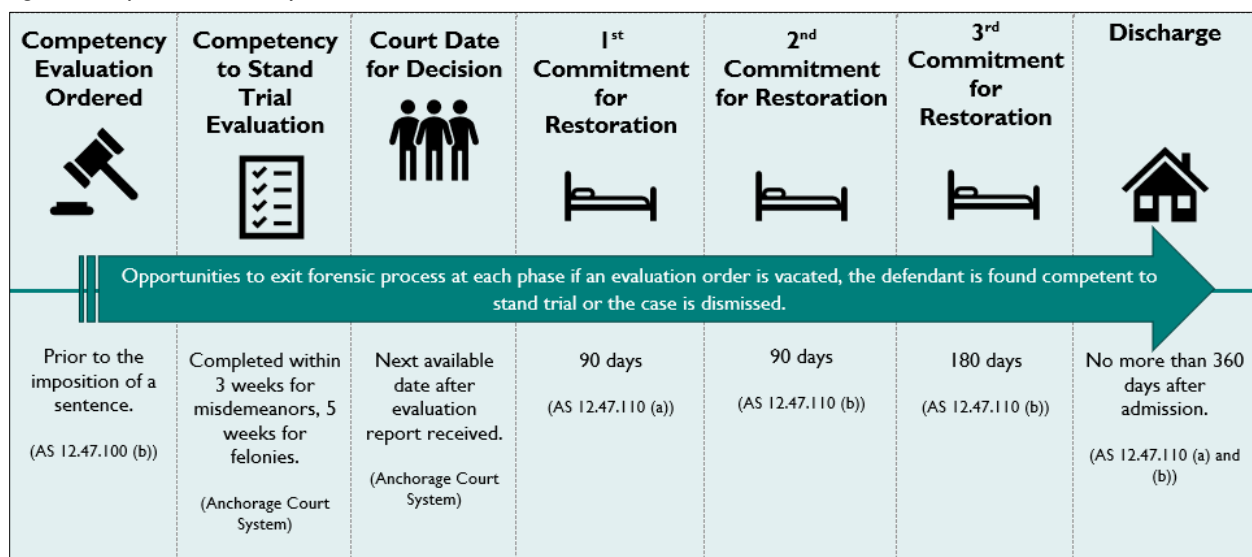 Competency
Evaluation
Ordered
Competency
to Stand
Trial
Evaluation
Court Date
for Decision
1st
Commitment
for
Restoration
2nd
Commitment
for Restoration
3rd
Commitment
for
Restoration
Discharge
Opportunities to exit forensic process at each phase if an evaluation order is vacated, the defendant is found competent to
stand trial or the case is dismissed.
Prior to the
imposition of a
sentence.
(AS 12.47.100 (b))
Completed within
3 weeks for
misdemeanors, 5
weeks for
felonies.
(Anchorage Court
System)
Next available
date after
evaluation
report received.
(Anchorage Court
System)
90 days
(AS 12.47.110 (a))
90 days
(AS 12.47.110 (b))
180 days
(AS 12.47.110 (b))
No more than 360
days after
admission.
(AS 12.47.110 (a) and
(b))